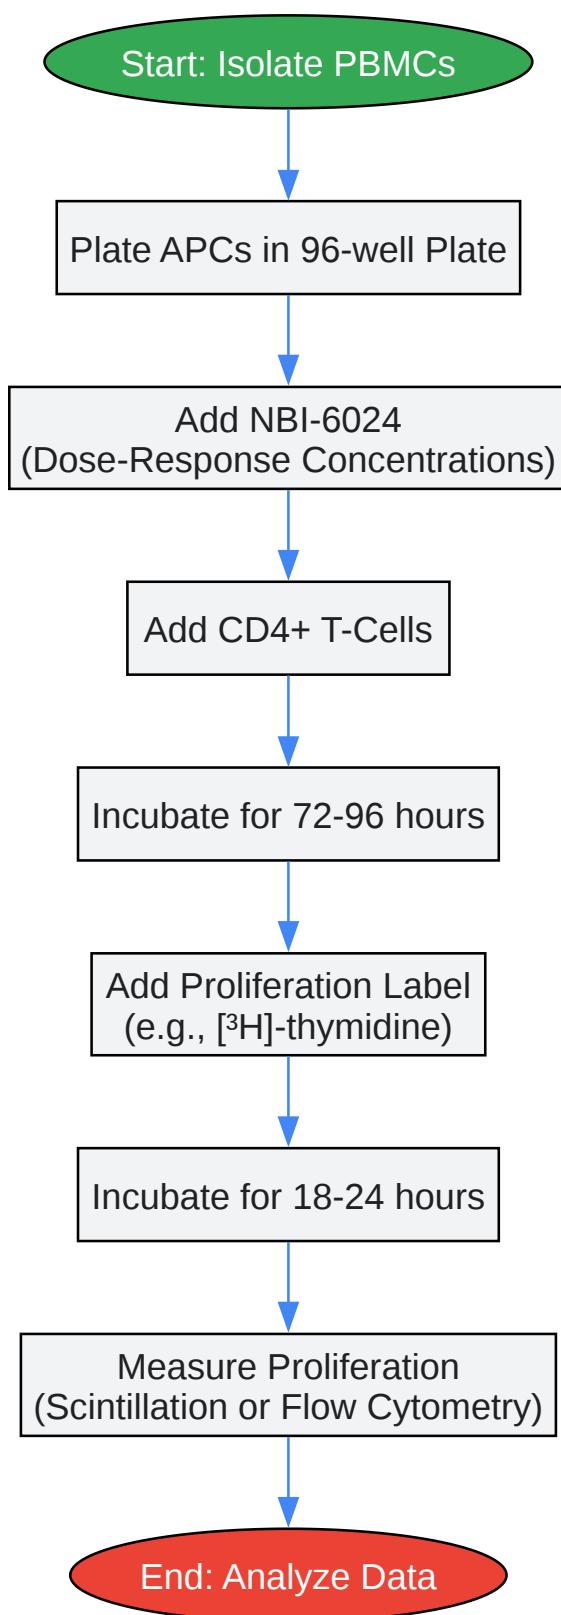 Start: Isolate PBMCs
Plate APCs in 96-well Plate
Add NBI-6024
(Dose-Response Concentrations)
Add CD4+ T-Cells
Incubate for 72-96 hours
Add Proliferation Label
(e.g., [³H]-thymidine)
Incubate for 18-24 hours
Measure Proliferation
(Scintillation or Flow Cytometry)
End: Analyze Data